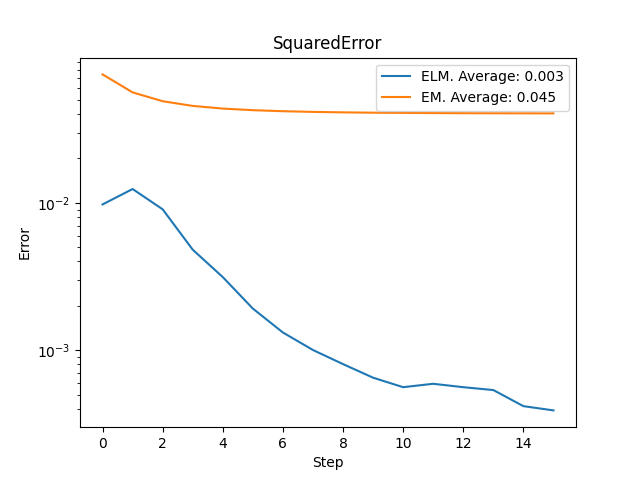 SquaredError
ELM. Average: 0.003
EM. Average: 0.045
10⁻²
10⁻³
Error
0 2 4 6 8 10 12 14
Step